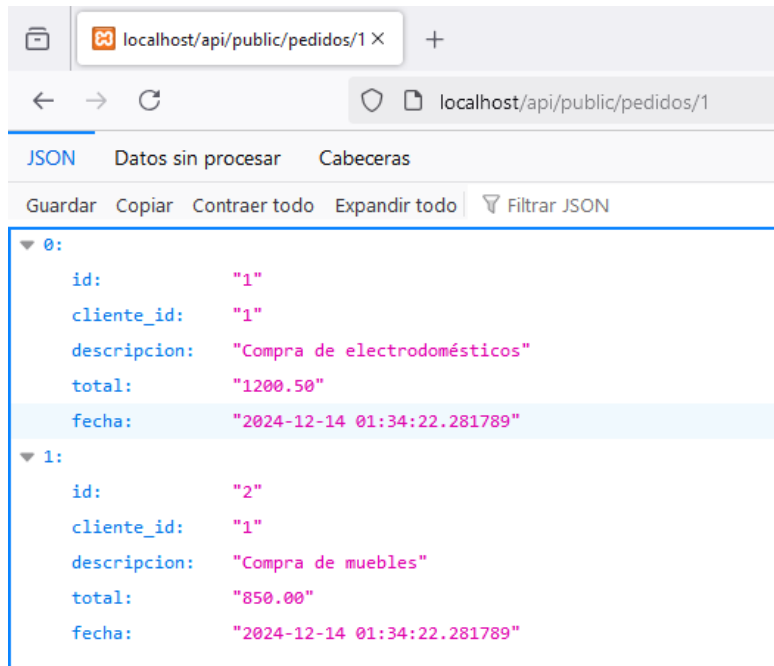 localhost/api/public/pedidos/1
localhost/api/public/pedidos/1
JSON Datos sin procesar Cabeceras
Guardar Copiar Contraer todo Expandir todo Filtrar JSON
0:
id: "1"
cliente_id: "1"
descripcion: "Compra de electrodomésticos"
total: "1200.50"
fecha: "2024-12-14 01:34:22.281789"
1:
id: "2"
cliente_id: "1"
descripcion: "Compra de muebles"
total: "850.00"
fecha: "2024-12-14 01:34:22.281789"